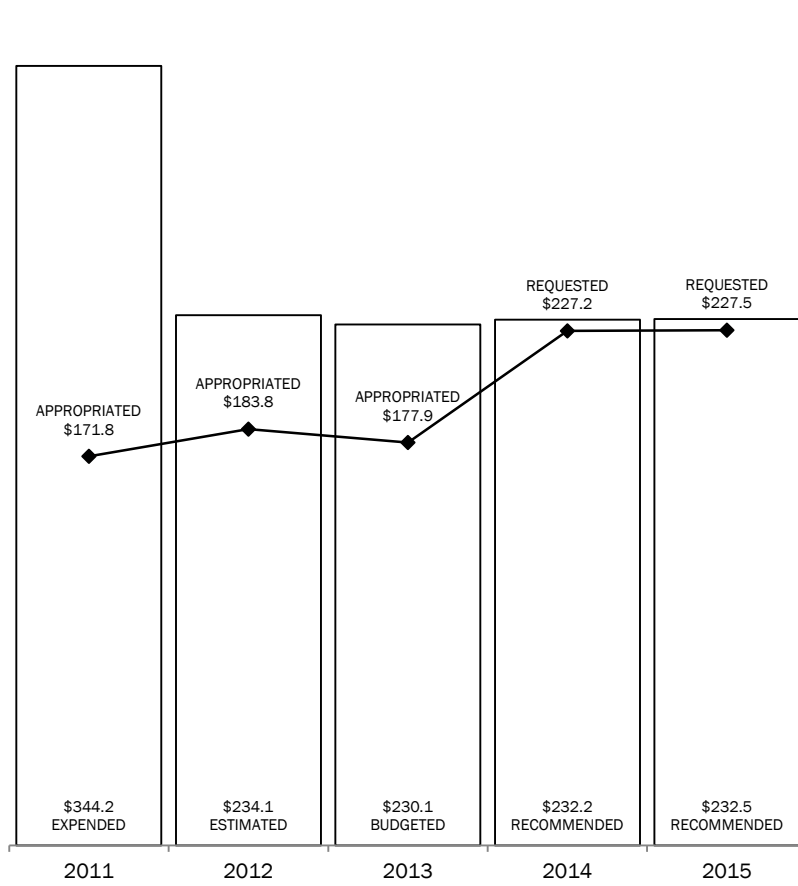 REQUESTED
$227.2
REQUESTED
$227.5
APPROPRIATED
$171.8
APPROPRIATED
$183.8
APPROPRIATED
$177.9
$344.2
EXPENDED
$234.1
ESTIMATED
$230.1
BUDGETED
$232.2
RECOMMENDED
$232.5
RECOMMENDED
2011
2012
2013
2014
2015